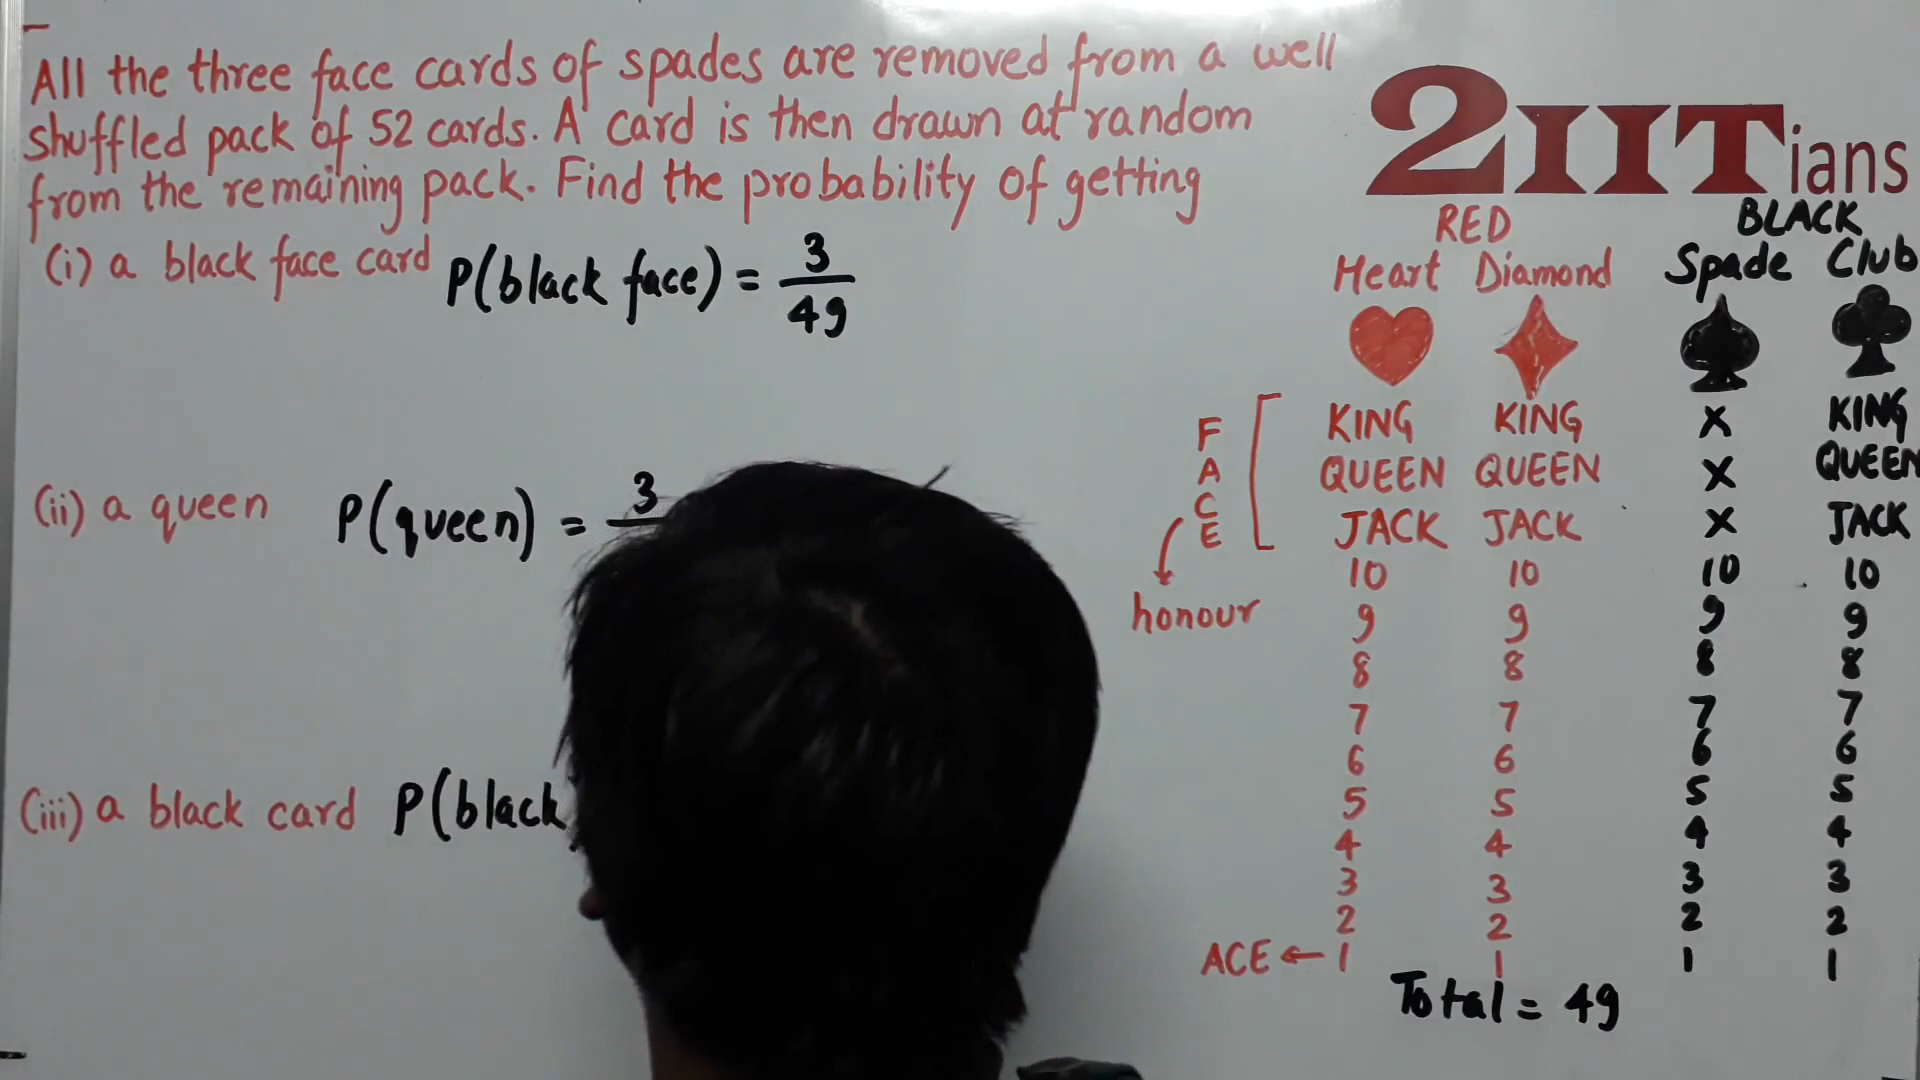 All the three face cards of spades are removed from a well
shuffled pack of 52 cards. A card is then drawn at random
from the remaining pack. Find the probability of getting
(i) a black face card P(black face) = 3/49
(ii) a queen P(queen) = 3
(iii) a black card P(black
2IITians
RED BLACK
Heart Diamond Spade Club
FACE
honour
KING KING X KING
QUEEN QUEEN X QUEEN
JACK JACK X JACK
10 10 10 10
9 9 9 9
8 8 8 8
7 7 7 7
6 6 6 6
5 5 5 5
4 4 4 4
3 3 3 3
2 2 2 2
ACE ← 1 1 1 1
Total = 49